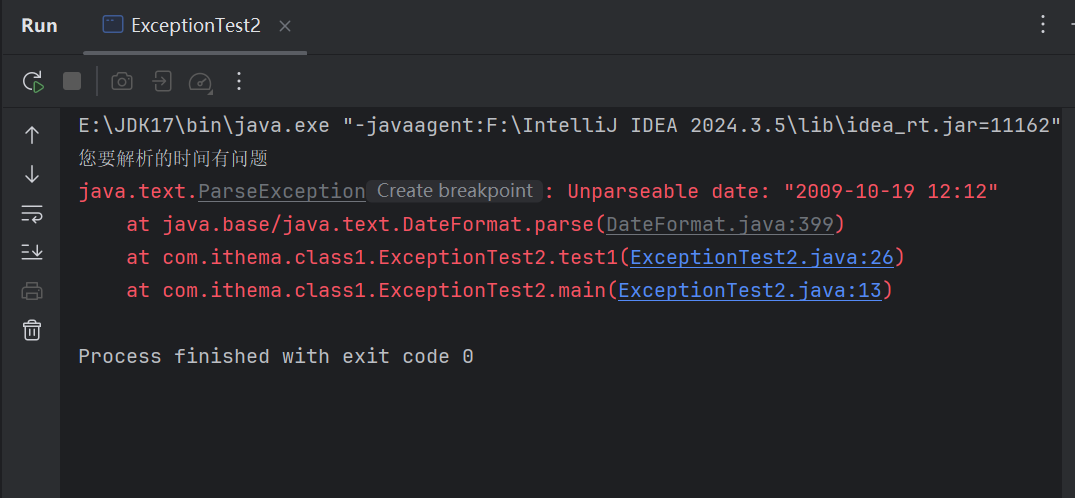 Run ExceptionTest2
E:\JDK17\bin\java.exe "-javaagent:F:\IntelliJ IDEA 2024.3.5\lib\idea_rt.jar=11162"
您要解析的时间有问题
java.text.ParseException Create breakpoint : Unparseable date: "2009-10-19 12:12"
at java.base/java.text.DateFormat.parse(DateFormat.java:399)
at com.ithema.class1.ExceptionTest2.test1(ExceptionTest2.java:26)
at com.ithema.class1.ExceptionTest2.main(ExceptionTest2.java:13)
Process finished with exit code 0